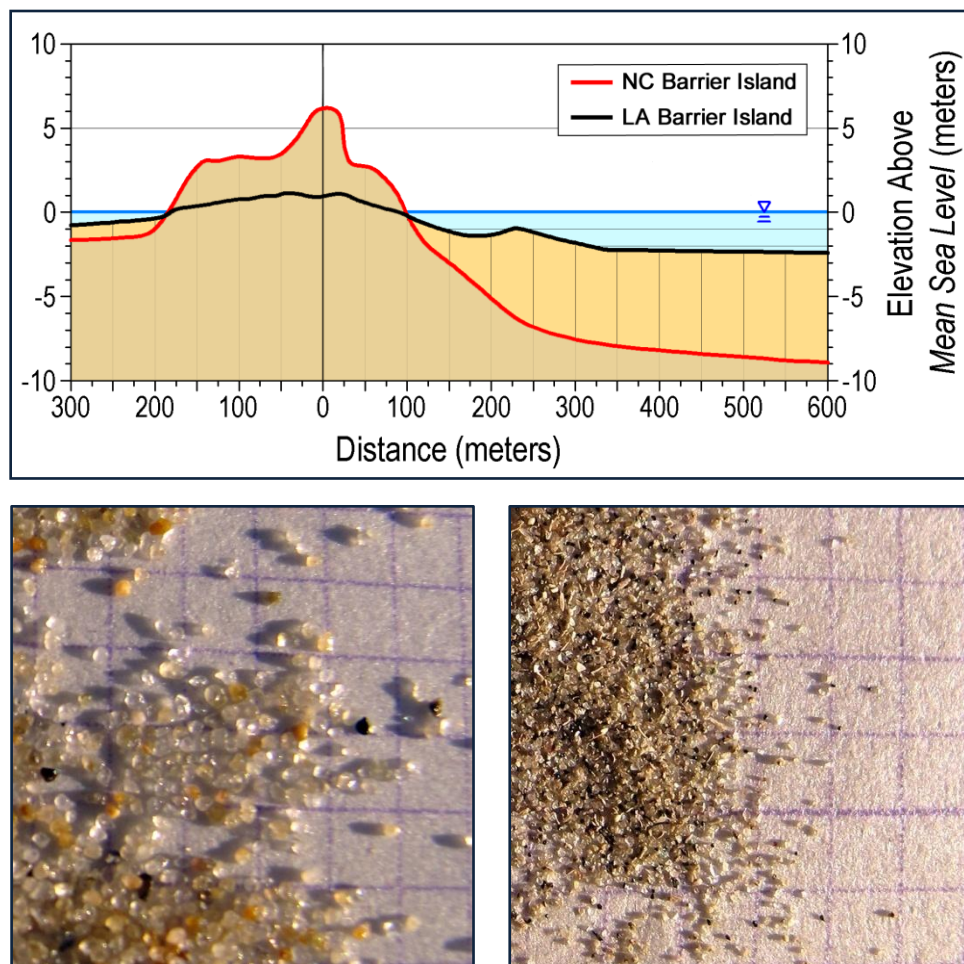 10
5
0
-5
-10
NC Barrier Island
LA Barrier Island
10
5
0
-5
-10
Elevation Above
Mean Sea Level (meters)
300 200 100 0 100 200 300 400 500 600
Distance (meters)